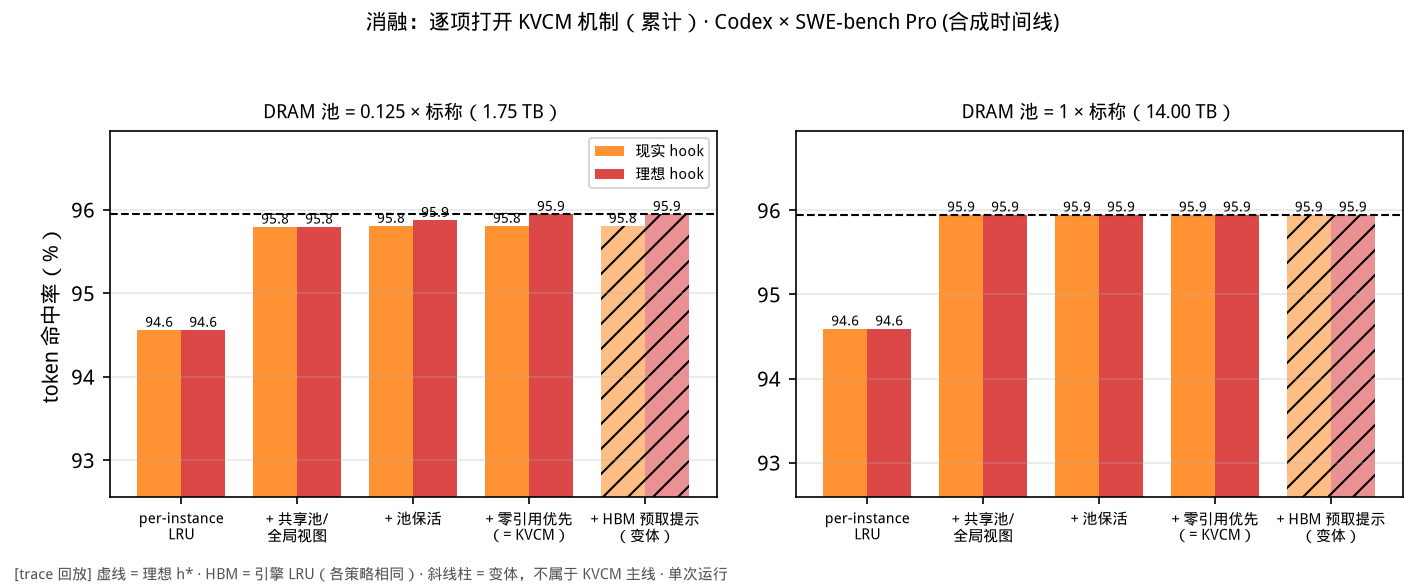 消融：逐项打开 KVCM 机制（累计）· Codex × SWE-bench Pro (合成时间线)
DRAM 池 = 0.125 × 标称（1.75 TB）
现实 hook
理想 hook
token 命中率（%）
96
95
94
93
94.6 94.6
95.8 95.8
95.8 95.9
95.8 95.9
95.8 95.9
per-instance
LRU
+ 共享池/
全局视图
+ 池保活
+ 零引用优先
（= KVCM）
+ HBM 预取提示
（变体）
DRAM 池 = 1 × 标称（14.00 TB）
96
95
94
93
94.6 94.6
95.9 95.9
95.9 95.9
95.9 95.9
95.9 95.9
per-instance
LRU
+ 共享池/
全局视图
+ 池保活
+ 零引用优先
（= KVCM）
+ HBM 预取提示
（变体）
[trace 回放] 虚线 = 理想 h* · HBM = 引擎 LRU（各策略相同）· 斜线柱 = 变体，不属于 KVCM 主线 · 单次运行